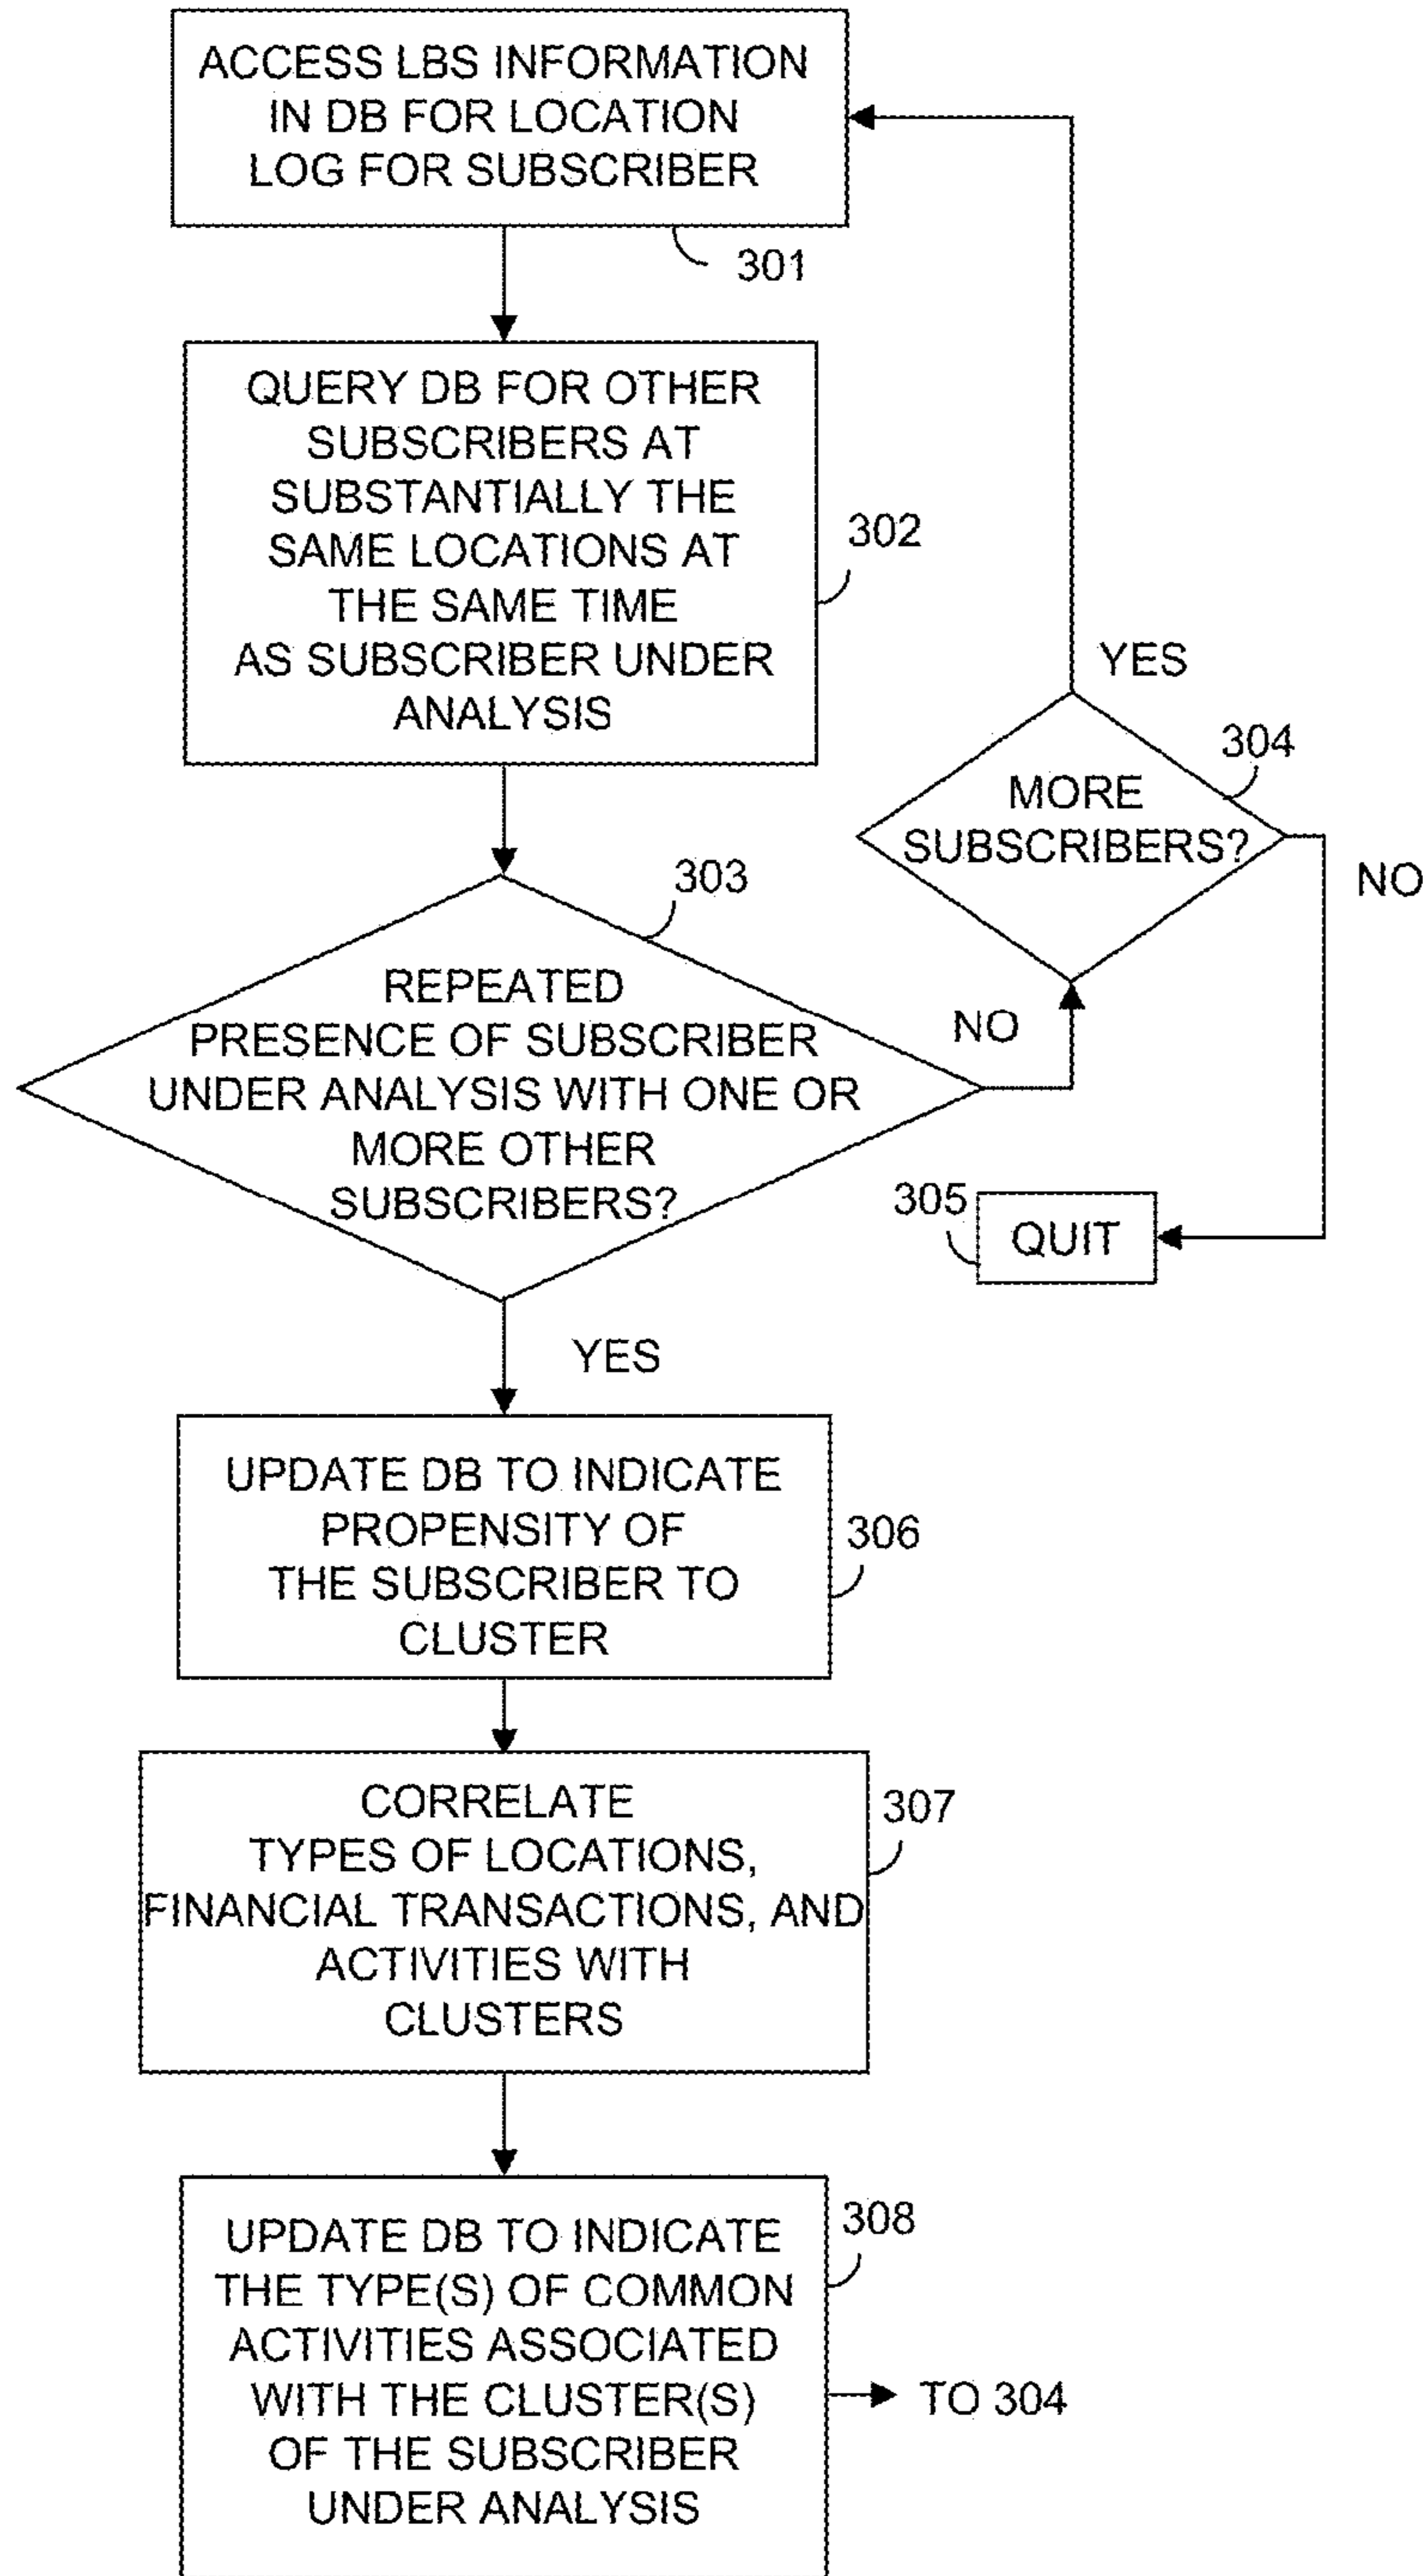 ACCESS LBS INFORMATION
IN DB FOR LOCATION
LOG FOR SUBSCRIBER
301
QUERY DB FOR OTHER
SUBSCRIBERS AT
SUBSTANTIALLY THE
SAME LOCATIONS AT
THE SAME TIME
AS SUBSCRIBER UNDER
ANALYSIS
302
YES
304
MORE
SUBSCRIBERS?
NO
303
REPEATED
PRESENCE OF SUBSCRIBER
UNDER ANALYSIS WITH ONE OR
MORE OTHER
SUBSCRIBERS?
NO
305
QUIT
YES
UPDATE DB TO INDICATE
PROPENSITY OF
THE SUBSCRIBER TO
CLUSTER
306
CORRELATE
TYPES OF LOCATIONS,
FINANCIAL TRANSACTIONS, AND
ACTIVITIES WITH
CLUSTERS
307
UPDATE DB TO INDICATE
THE TYPE(S) OF COMMON
ACTIVITIES ASSOCIATED
WITH THE CLUSTER(S)
OF THE SUBSCRIBER
UNDER ANALYSIS
308
TO 304